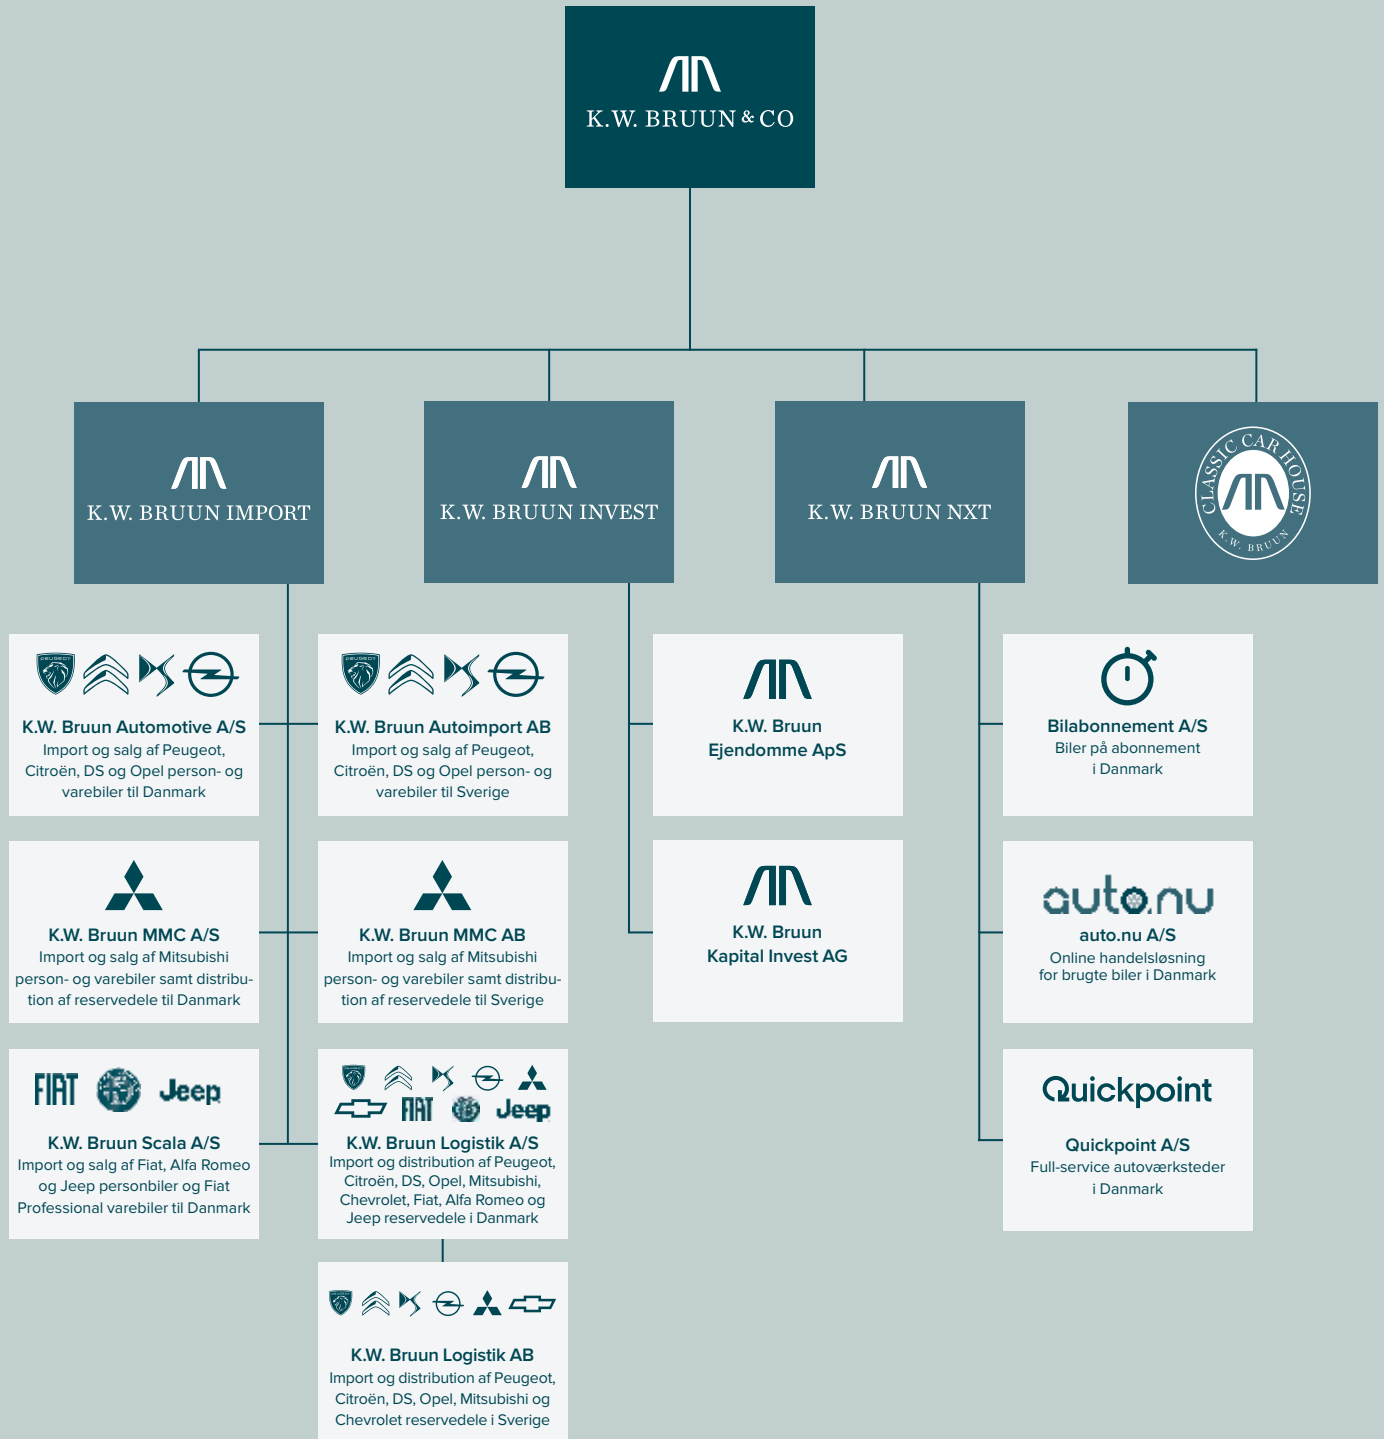 K.W. BRUUN & CO
K.W. BRUUN IMPORT
K.W. BRUUN INVEST
K.W. BRUUN NXT
CLASSIC CAR HOUSE
K.W. BRUUN
PEUGEOT
K.W. Bruun Automotive A/S
Import og salg af Peugeot,
Citroën, DS og Opel person- og
varebiler til Danmark
PEUGEOT
K.W. Bruun Autoimport AB
Import og salg af Peugeot,
Citroën, DS og Opel person- og
varebiler til Sverige
K.W. Bruun
Ejendomme ApS
Bilabonnement A/S
Biler på abonnement
i Danmark
K.W. Bruun MMC A/S
Import og salg af Mitsubishi
person- og varebiler samt distribu-
tion af reservedele til Danmark
K.W. Bruun MMC AB
Import og salg af Mitsubishi
person- og varebiler samt distribu-
tion af reservedele til Sverige
K.W. Bruun
Kapital Invest AG
auto.nu
auto.nu A/S
Online handelsløsning
for brugte biler i Danmark
FIAT Jeep
K.W. Bruun Scala A/S
Import og salg af Fiat, Alfa Romeo
og Jeep personbiler og Fiat
Professional varebiler til Danmark
FIAT Jeep
K.W. Bruun Logistik A/S
Import og distribution af Peugeot,
Citroën, DS, Opel, Mitsubishi,
Chevrolet, Fiat, Alfa Romeo og
Jeep reservedele i Danmark
Quickpoint
Quickpoint A/S
Full-service autoværksteder
i Danmark
K.W. Bruun Logistik AB
Import og distribution af Peugeot,
Citroën, DS, Opel, Mitsubishi og
Chevrolet reservedele i Sverige